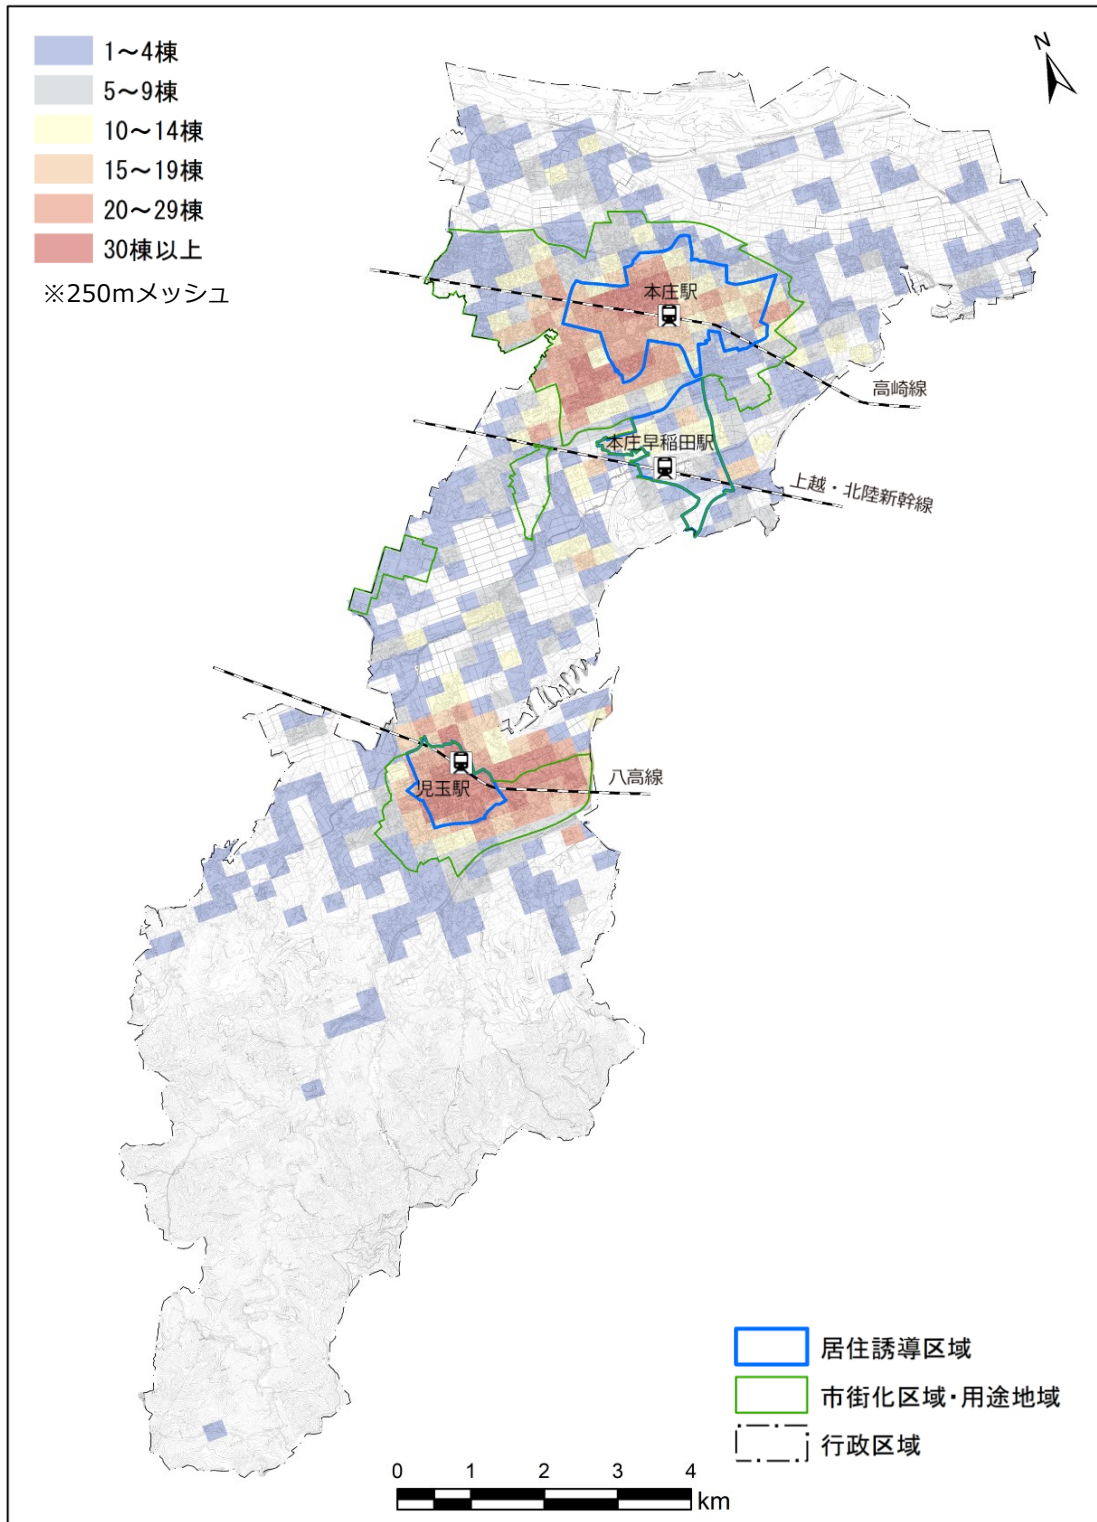 1～4棟
5～9棟
10～14棟
15～19棟
20～29棟
30棟以上
※250mメッシュ
N
本庄駅
高崎線
本庄早稲田駅
上越・北陸新幹線
児玉駅
八高線
居住誘導区域
市街化区域・用途地域
行政区域
0 1 2 3 4
km